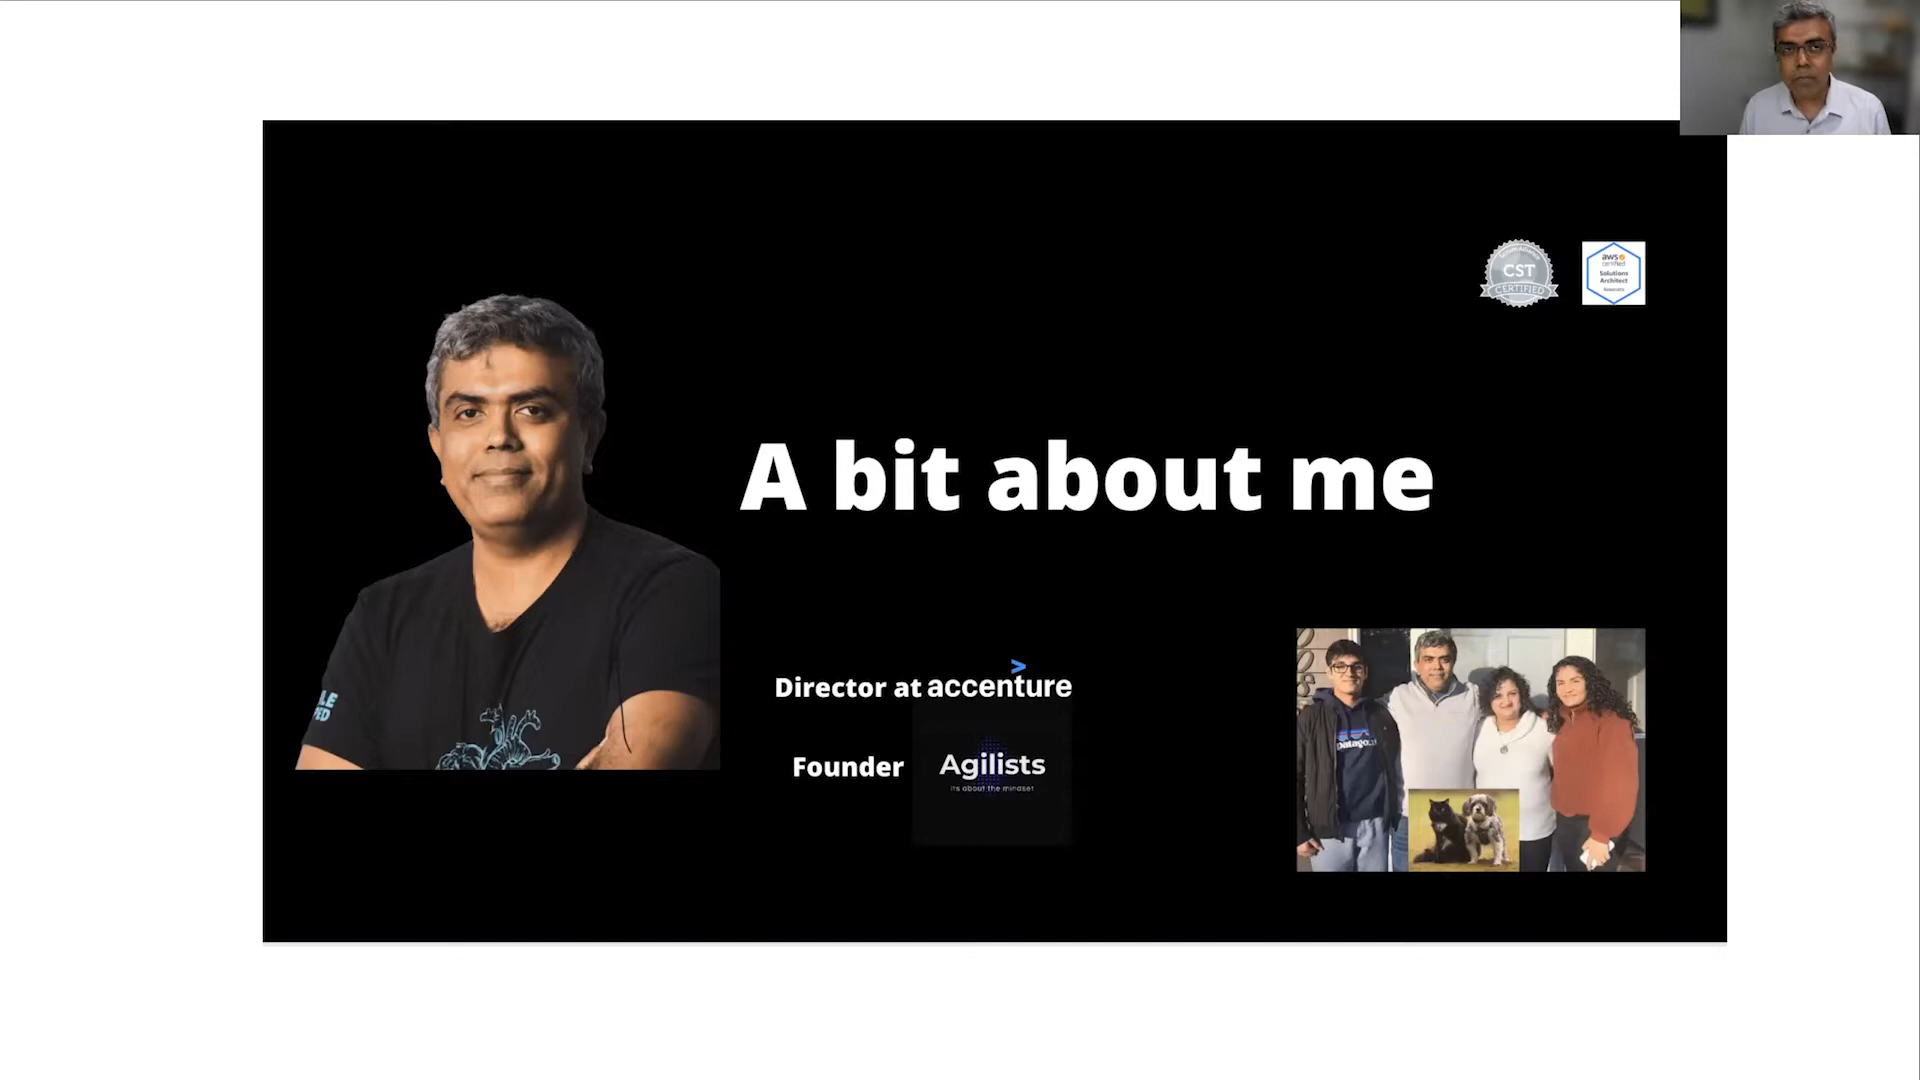 CST
CERTIFIED
aws
certified
Solutions
Architect
Associate
A bit about me
Director at accenture
>
Founder
Agilists
its about the mindset
Patago